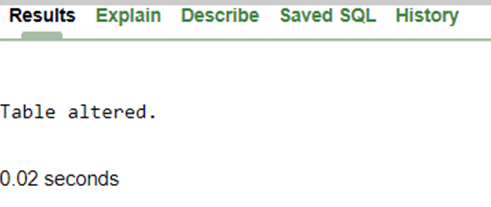 Results Explain Describe Saved SQL History
Table altered.
0.02 seconds